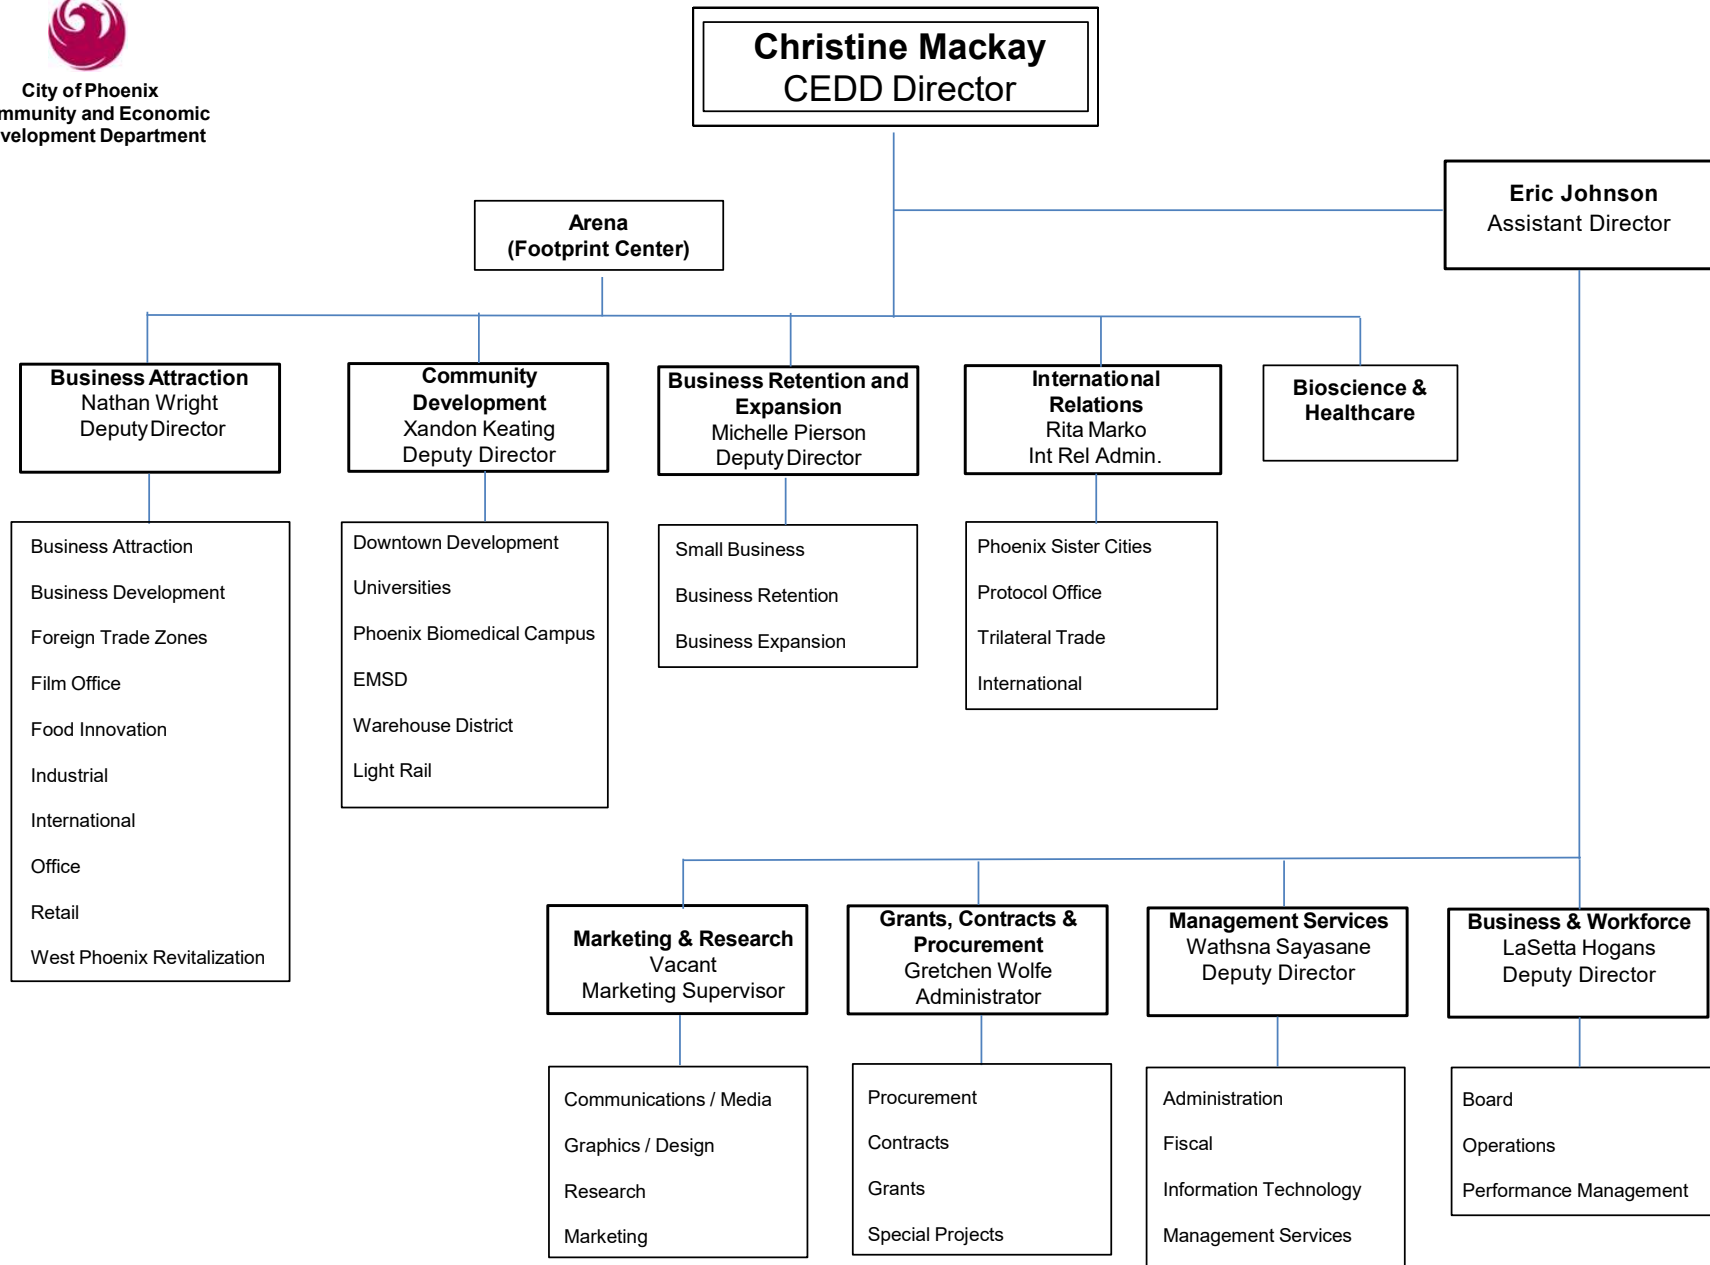 City of Phoenix
mmunity and Economic
velopment Department
Christine Mackay
CEDD Director
Eric Johnson
Assistant Director
Arena
(Footprint Center)
Business Attraction
Nathan Wright
Deputy Director
Community
Development
Xandon Keating
Deputy Director
Business Retention and
Expansion
Michelle Pierson
Deputy Director
International
Relations
Rita Marko
Int Rel Admin.
Bioscience &
Healthcare
Business Attraction
Business Development
Foreign Trade Zones
Film Office
Food Innovation
Industrial
International
Office
Retail
West Phoenix Revitalization
Downtown Development
Universities
Phoenix Biomedical Campus
EMSD
Warehouse District
Light Rail
Small Business
Business Retention
Business Expansion
Phoenix Sister Cities
Protocol Office
Trilateral Trade
International
Marketing & Research
Vacant
Marketing Supervisor
Grants, Contracts &
Procurement
Gretchen Wolfe
Administrator
Management Services
Wathsna Sayasane
Deputy Director
Business & Workforce
LaSetta Hogans
Deputy Director
Communications / Media
Graphics / Design
Research
Marketing
Procurement
Contracts
Grants
Special Projects
Administration
Fiscal
Information Technology
Management Services
Board
Operations
Performance Management